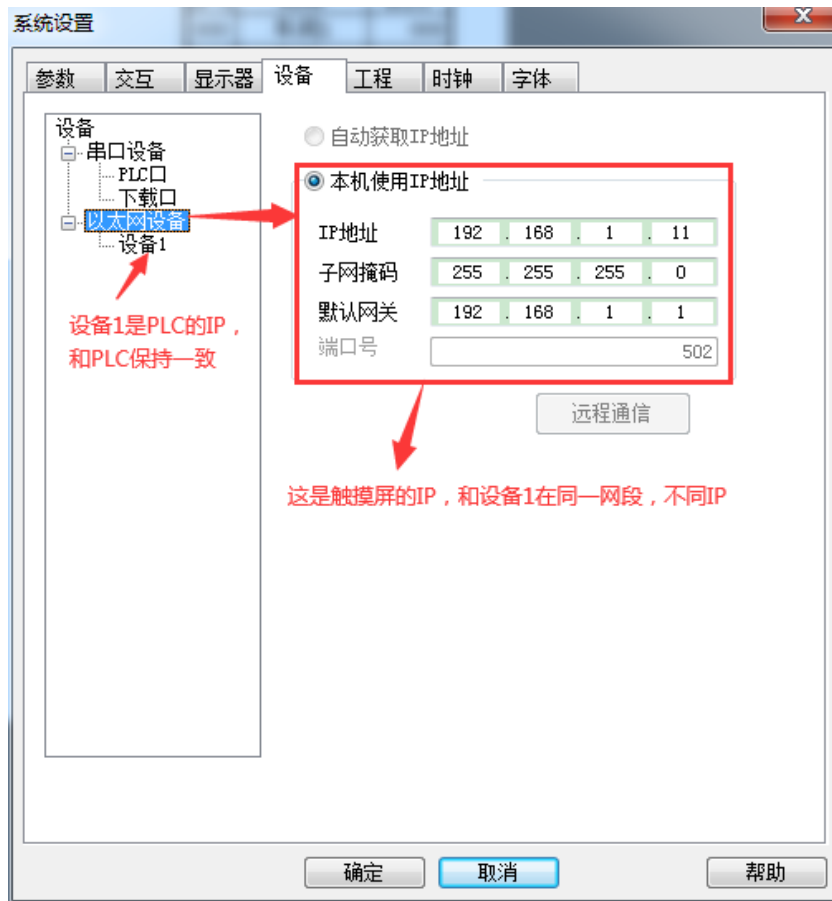 系统设置
参数 交互 显示器 设备 工程 时钟 字体
设备
串口设备
PLC口
下载口
以太网设备
设备1
设备1是PLC的IP，
和PLC保持一致
自动获取IP地址
本机使用IP地址
IP地址 192 . 168 . 1 . 11
子网掩码 255 . 255 . 255 . 0
默认网关 192 . 168 . 1 . 1
端口号 502
远程通信
这是触摸屏的IP，和设备1在同一网段，不同IP
确定 取消 帮助